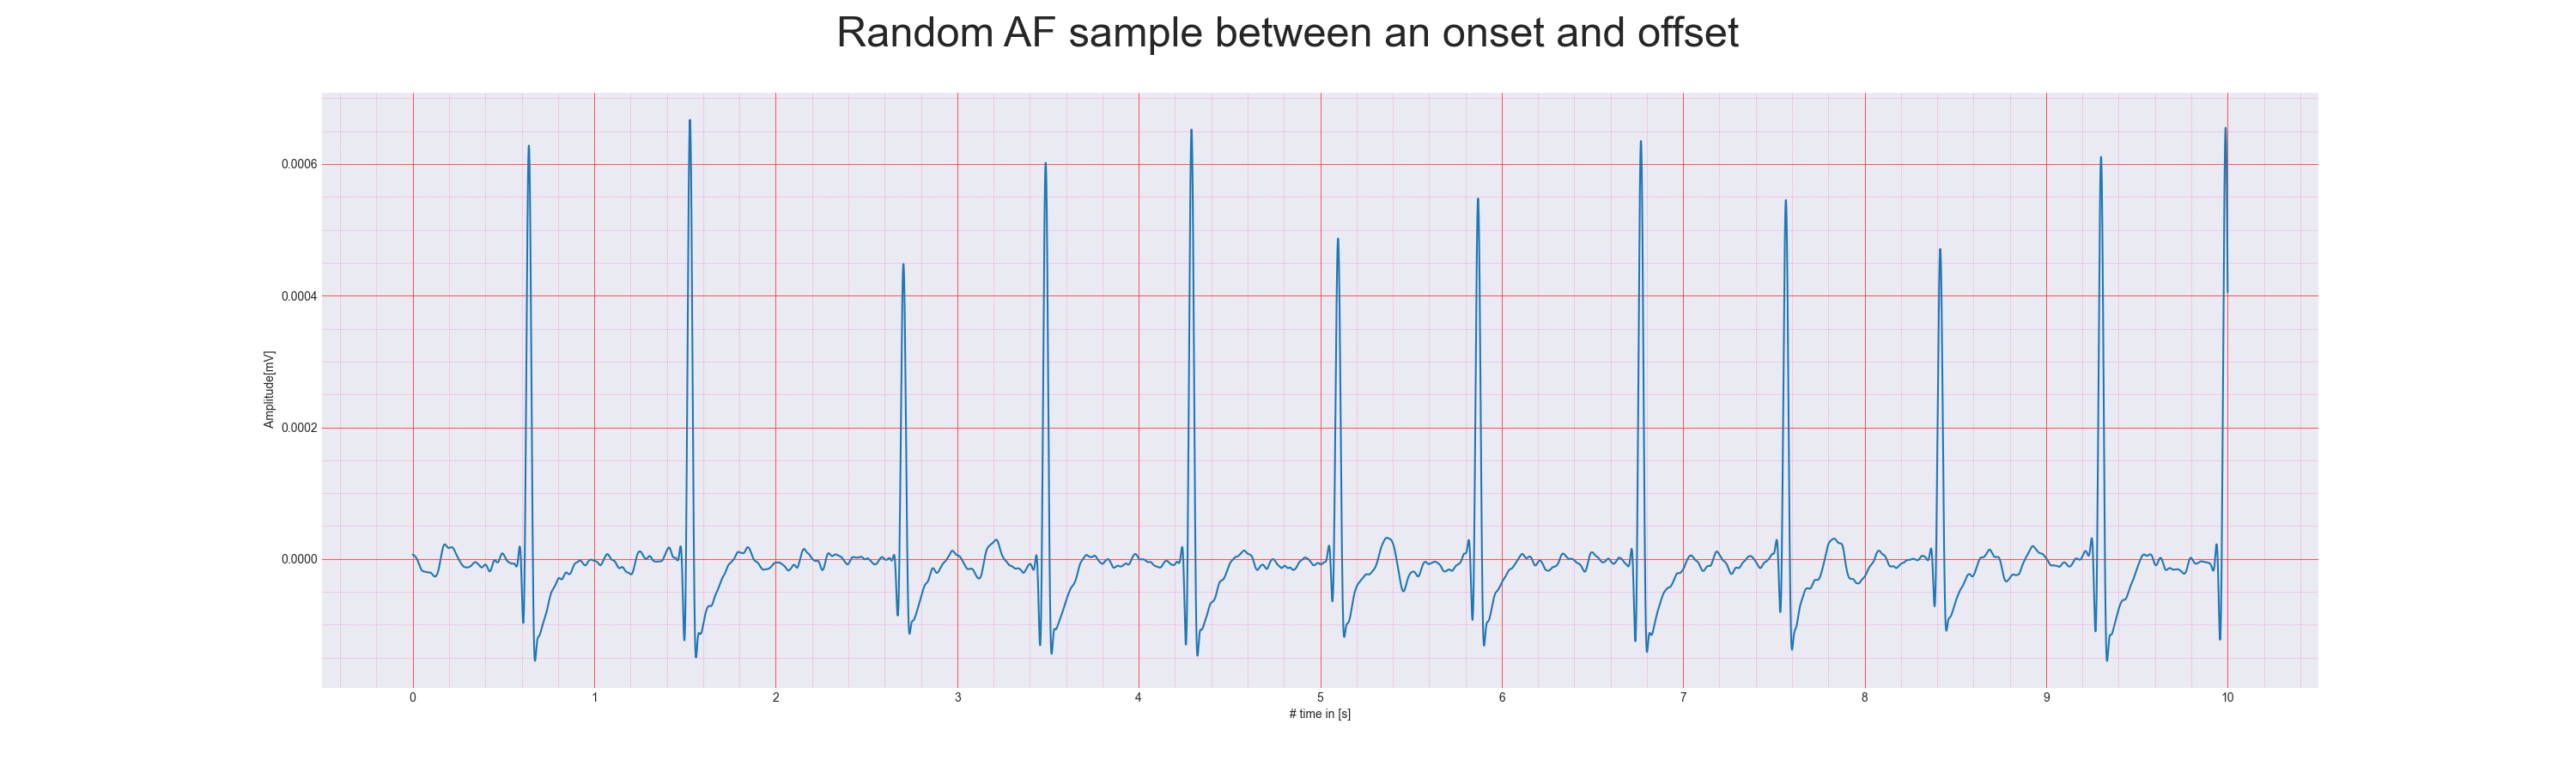 Random AF sample between an onset and offset
0.0006
0.0004
0.0002
0.0000
Amplitude[mV]
0 1 2 3 4 5 6 7 8 9 10
# time in [s]